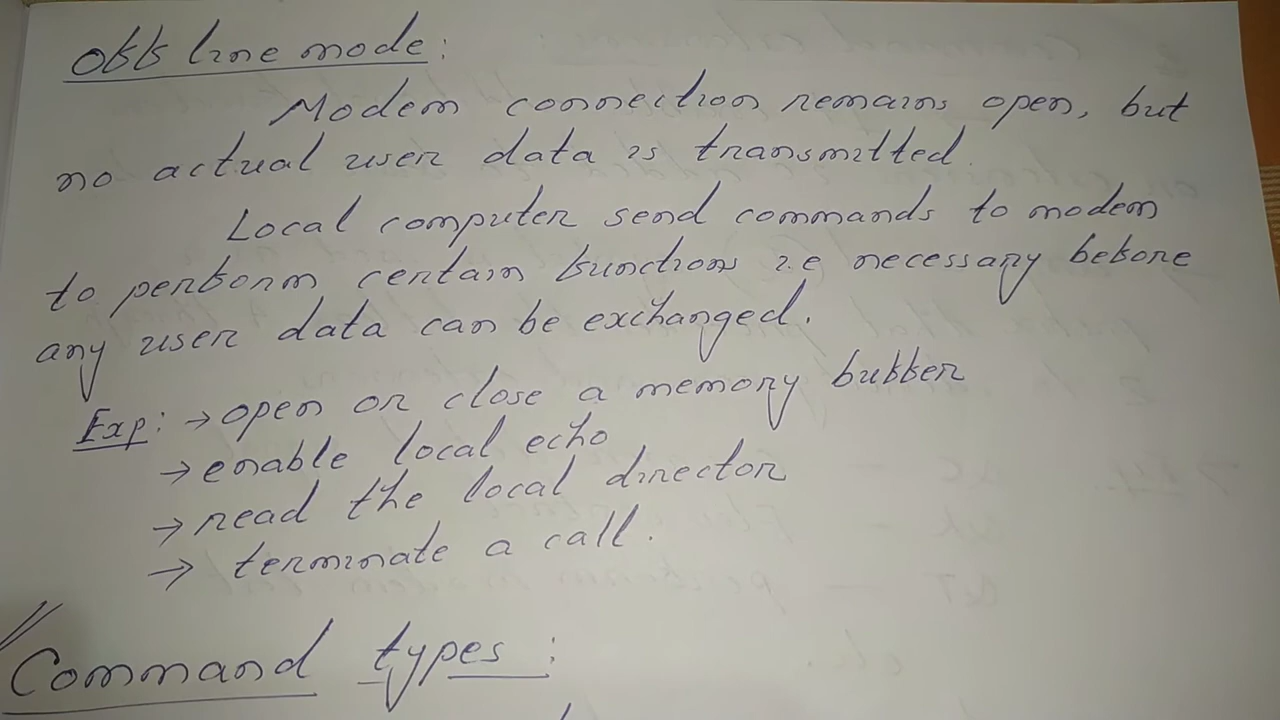 Off line mode:
Modem connection remains open, but
no actual user data is transmitted.
Local computer send commands to modem
to perform certain functions i.e necessary before
any user data can be exchanged.
Exp: → open or close a memory buffer
→ enable local echo
→ read the local director
→ terminate a call.
Command types: